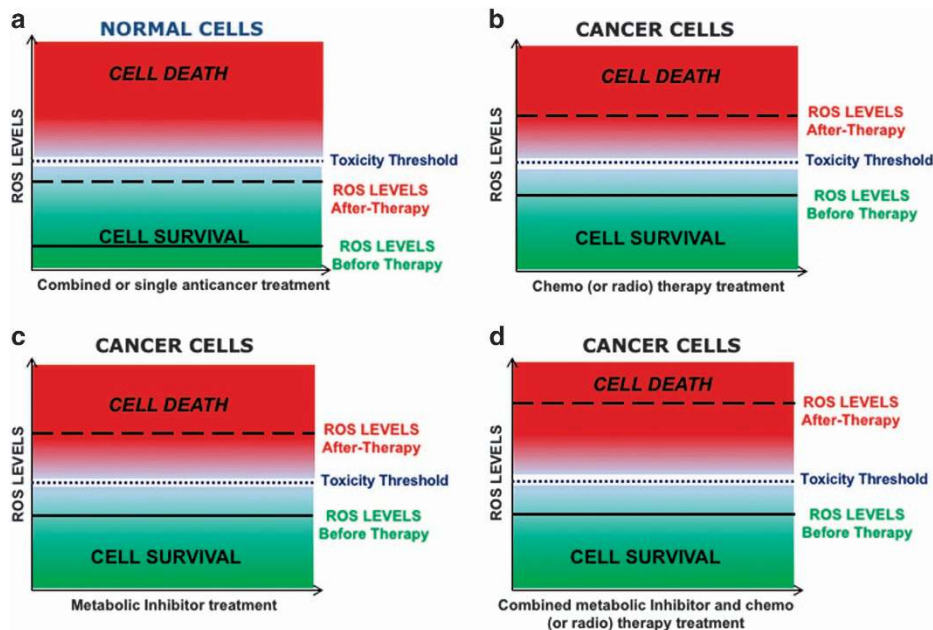 a
NORMAL CELLS
ROS LEVELS
CELL DEATH
Toxicity Threshold
ROS LEVELS
After-Therapy
CELL SURVIVAL
ROS LEVELS
Before Therapy
Combined or single anticancer treatment
b
CANCER CELLS
ROS LEVELS
CELL DEATH
ROS LEVELS
After-Therapy
Toxicity Threshold
ROS LEVELS
Before Therapy
CELL SURVIVAL
Chemo (or radio) therapy treatment
c
CANCER CELLS
ROS LEVELS
CELL DEATH
ROS LEVELS
After-Therapy
Toxicity Threshold
ROS LEVELS
Before Therapy
CELL SURVIVAL
Metabolic Inhibitor treatment
d
CANCER CELLS
ROS LEVELS
CELL DEATH
ROS LEVELS
After-Therapy
Toxicity Threshold
ROS LEVELS
Before Therapy
CELL SURVIVAL
Combined metabolic Inhibitor and chemo
(or radio) therapy treatment